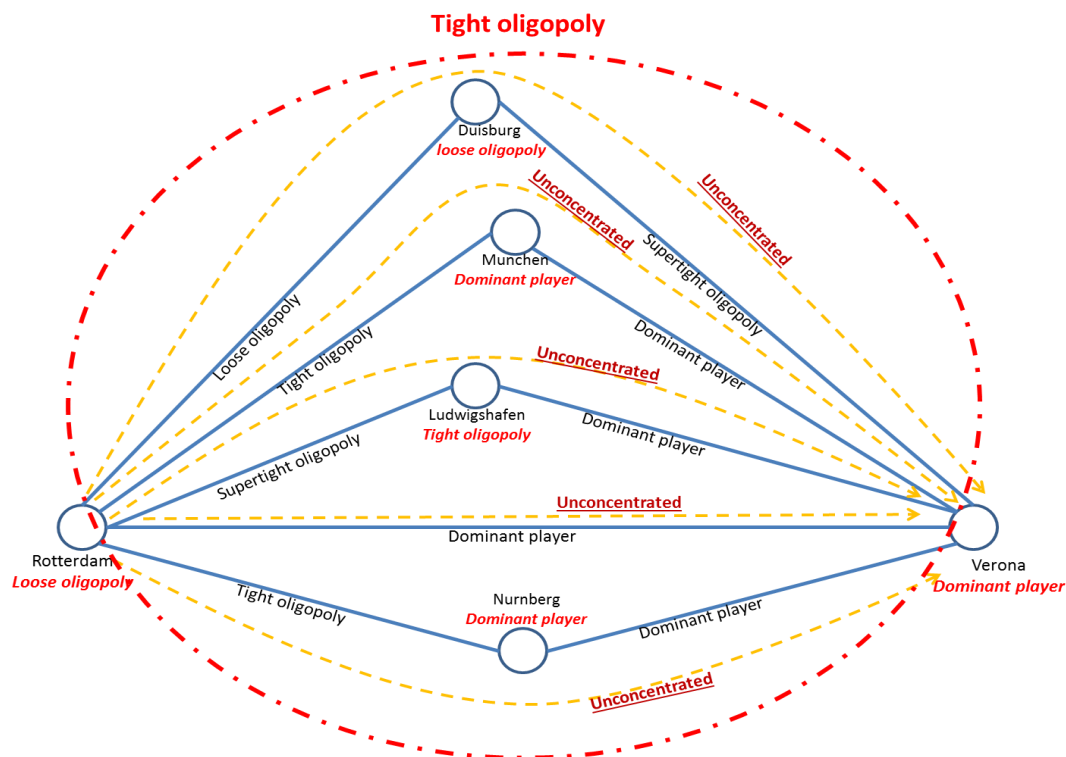 Tight oligopoly
Duisburg
loose oligopoly
Unconcentrated
Unconcentrated
Supertight oligopoly
Munchen
Dominant player
Loose oligopoly
Tight oligopoly
Dominant player
Unconcentrated
Ludwigshafen
Tight oligopoly
Dominant player
Supertight oligopoly
Unconcentrated
Dominant player
Rotterdam
Loose oligopoly
Verona
Dominant player
Tight oligopoly
Nurnberg
Dominant player
Dominant player
Unconcentrated